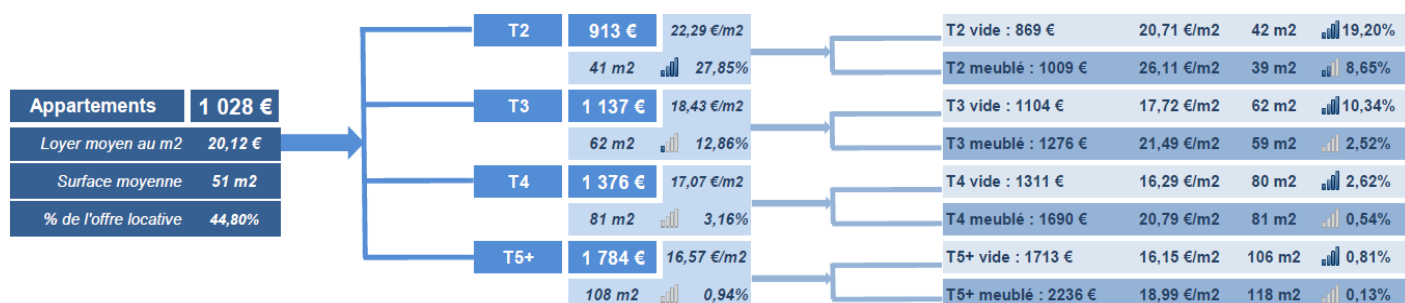 Appartements 1 028 €
Loyer moyen au m2 20,12 €
Surface moyenne 51 m2
% de l'offre locative 44,80%
T2 913 € 22,29 €/m2
41 m2 27,85%
T3 1 137 € 18,43 €/m2
62 m2 12,86%
T4 1 376 € 17,07 €/m2
81 m2 3,16%
T5+ 1 784 € 16,57 €/m2
108 m2 0,94%
T2 vide : 869 € 20,71 €/m2 42 m2 19,20%
T2 meublé : 1009 € 26,11 €/m2 39 m2 8,65%
T3 vide : 1104 € 17,72 €/m2 62 m2 10,34%
T3 meublé : 1276 € 21,49 €/m2 59 m2 2,52%
T4 vide : 1311 € 16,29 €/m2 80 m2 2,62%
T4 meublé : 1690 € 20,79 €/m2 81 m2 0,54%
T5+ vide : 1713 € 16,15 €/m2 106 m2 0,81%
T5+ meublé : 2236 € 18,99 €/m2 118 m2 0,13%